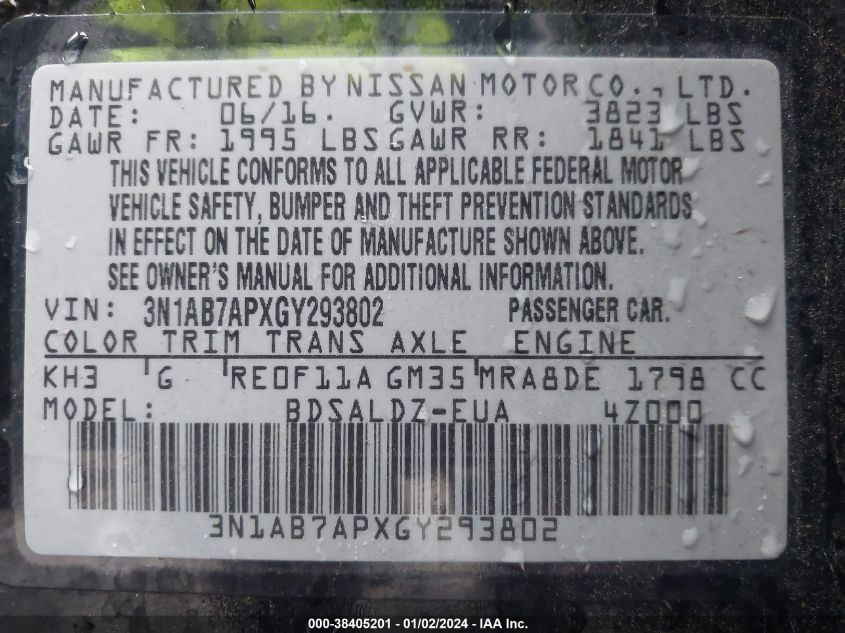 MANUFACTURED BY NISSAN MOTOR CO., LTD.
DATE: 06/16. GVWR: 3823 LBS
GAWR FR: 1995 LBS GAWR RR: 1841 LBS
THIS VEHICLE CONFORMS TO ALL APPLICABLE FEDERAL MOTOR
VEHICLE SAFETY, BUMPER AND THEFT PREVENTION STANDARDS
IN EFFECT ON THE DATE OF MANUFACTURE SHOWN ABOVE.
SEE OWNER'S MANUAL FOR ADDITIONAL INFORMATION.
VIN: 3N1AB7APXGY293802 PASSENGER CAR.
COLOR TRIM TRANS AXLE ENGINE
KH3 G RE0F11A GM35 MRA8DE 1798 CC
MODEL: BDSALDZ-EUA 4Z000
3N1AB7APXGY293802
000-38405201 - 01/02/2024 - IAA Inc.